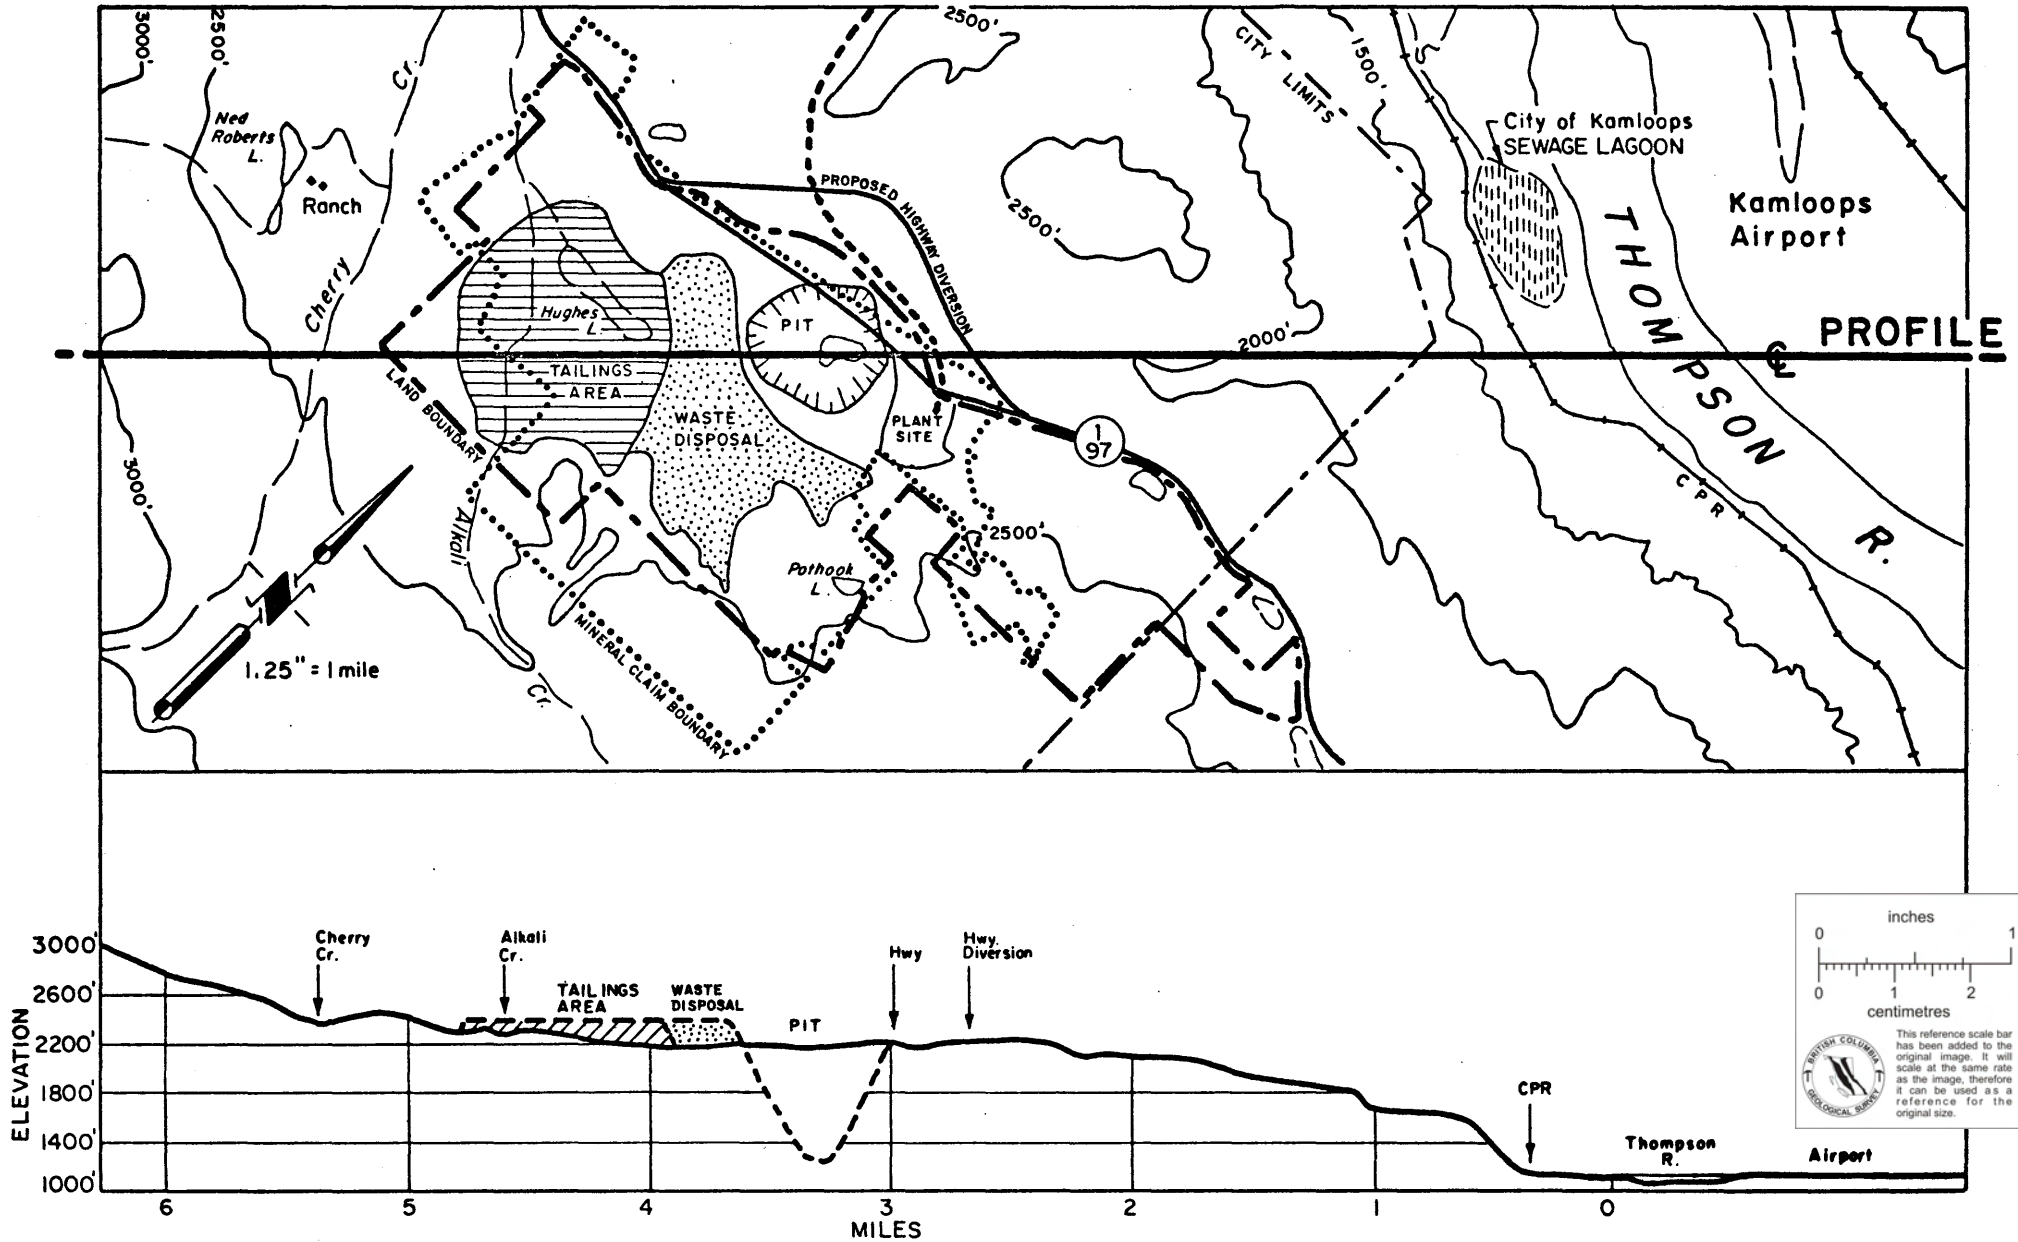 3000'
2500'
2500'
Cr.
CITY LIMITS
1500'
Ned
Roberts
L.
Ranch
City of Kamloops
SEWAGE LAGOON
PROPOSED HIGHWAY DIVERSION
2500'
Kamloops
Airport
THOMPSON R.
Cherry
Hughes
L.
PIT
2000'
PROFILE
℄
TAILINGS
AREA
LAND BOUNDARY
WASTE
DISPOSAL
PLANT
SITE
1
97
3000'
CPR
Alkali
2500'
Pothook
L.
MINERAL CLAIM BOUNDARY
1.25" = 1 mile
Cr.
ELEVATION
3000'
2600'
2200'
1800'
1400'
1000'
Cherry
Cr.
Alkali
Cr.
TAILINGS
AREA
WASTE
DISPOSAL
PIT
Hwy
Hwy.
Diversion
CPR
Thompson
R.
Airport
6 5 4 3 2 1 0
MILES
inches
0 1
0 1 2
centimetres
BRITISH COLUMBIA
GEOLOGICAL SURVEY
This reference scale bar
has been added to the
original image. It will
scale at the same rate
as the image, therefore
it can be used as a
reference for the
original size.